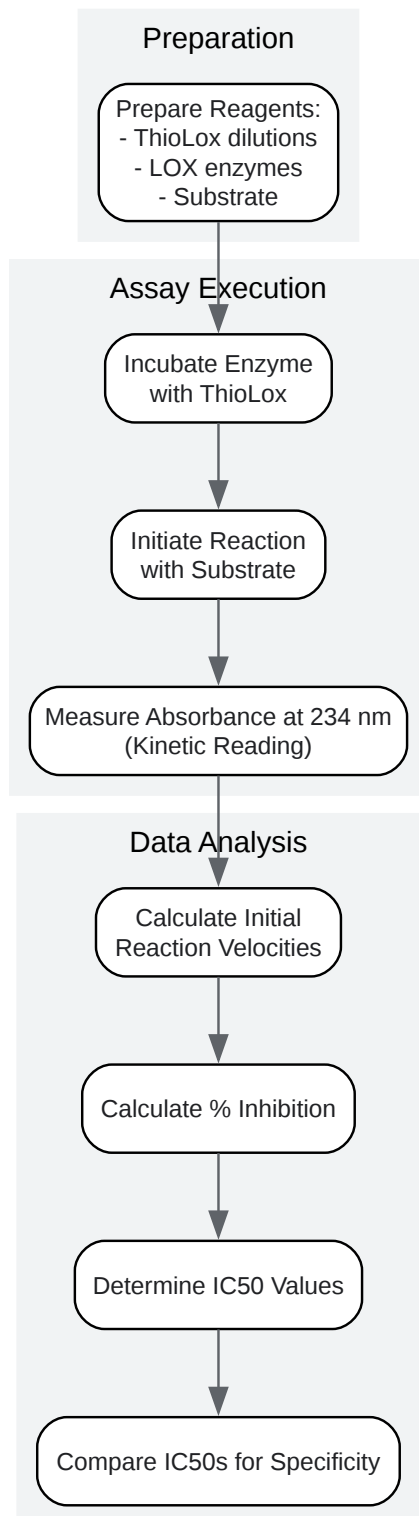 Preparation
Prepare Reagents:
- ThioLox dilutions
- LOX enzymes
- Substrate
Assay Execution
Incubate Enzyme
with ThioLox
Initiate Reaction
with Substrate
Measure Absorbance at 234 nm
(Kinetic Reading)
Data Analysis
Calculate Initial
Reaction Velocities
Calculate % Inhibition
Determine IC50 Values
Compare IC50s for Specificity